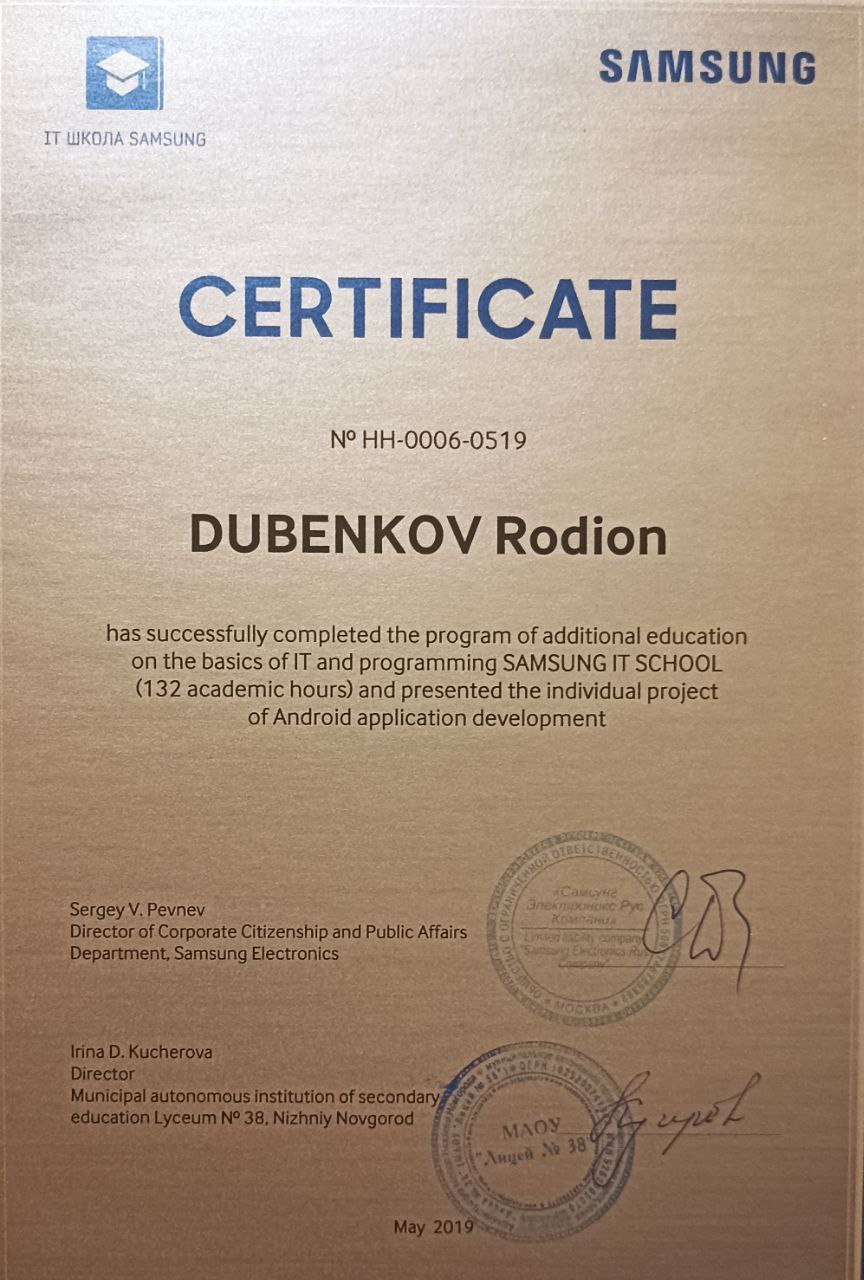 IT ШКОЛА SAMSUNG
SAMSUNG
CERTIFICATE
№ HH-0006-0519
DUBENKOV Rodion
has successfully completed the program of additional education
on the basics of IT and programming SAMSUNG IT SCHOOL
(132 academic hours) and presented the individual project
of Android application development
Sergey V. Pevnev
Director of Corporate Citizenship and Public Affairs
Department, Samsung Electronics
«Самсунг
Электроникс Рус
Компани»
Limited liability company
"Samsung Electronics Rus
Company"
МОСКВА
Irina D. Kucherova
Director
Municipal autonomous institution of secondary
education Lyceum № 38, Nizhniy Novgorod
МАОУ
"Лицей № 38"
May 2019